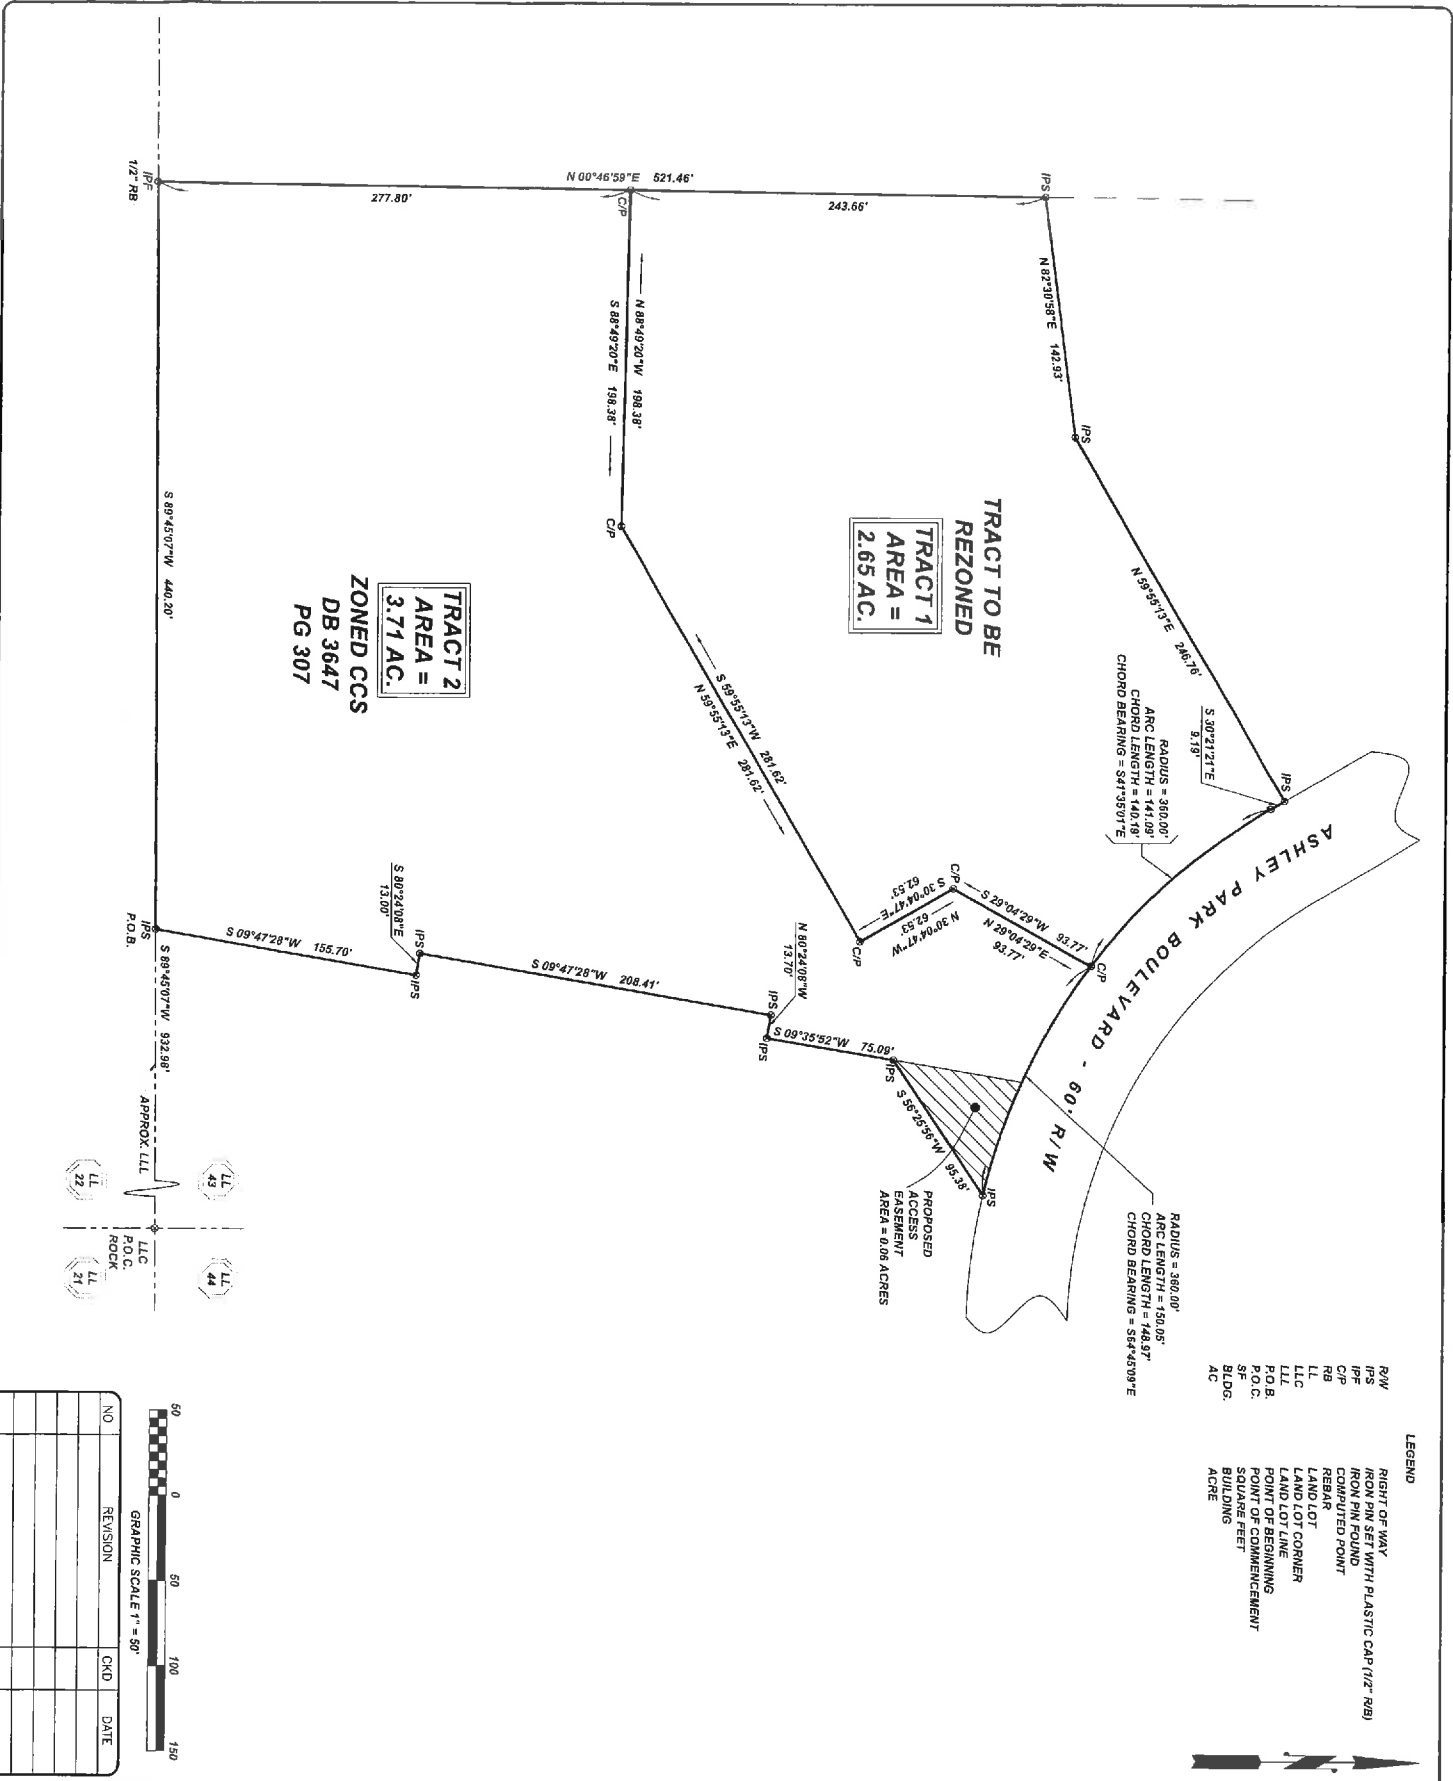 LEGEND
R/W RIGHT OF WAY
IPS IRON PIN SET WITH PLASTIC CAP (1/2" R/B)
IPF IRON PIN FOUND
C/P COMPUTED POINT
RB REBAR
LL LAND LOT
LLC LAND LOT CORNER
LLL LAND LOT LINE
P.O.B. POINT OF BEGINNING
P.O.C. POINT OF COMMENCEMENT
SF SQUARE FEET
BLDG. BUILDING
AC ACRE
ASHLEY PARK BOULEVARD - 60' R/W
IPS
S 30°21'21"E
9.19'
RADIUS = 360.00'
ARC LENGTH = 141.09'
CHORD LENGTH = 140.19'
CHORD BEARING = S41°35'01"E
RADIUS = 360.00'
ARC LENGTH = 150.05'
CHORD LENGTH = 148.97'
CHORD BEARING = S64°45'09"E
N 59°55'13"E 246.76'
IPS
N 82°30'58"E 142.93'
IPS
243.66'
N 00°46'59"E 521.46'
277.80'
C/P
IPF
1/2" RB
TRACT TO BE
REZONED
TRACT 1
AREA =
2.65 AC.
C/P
S 29°04'29"W 93.77'
N 29°04'29"E
93.77'
C/P
S 30°04'47"E
62.53'
N 30°04'47"W
62.53'
C/P
S 59°55'13"W 281.62'
N 59°55'13"E 281.62'
N 88°49'20"W 198.38'
S 88°49'20"E 198.38'
C/P
TRACT 2
AREA =
3.71 AC.
ZONED CCS
DB 3647
PG 307
IPS
PROPOSED
ACCESS
EASEMENT
AREA = 0.06 ACRES
S 56°25'56"W 95.38'
IPS
S 09°35'52"W 75.09'
N 80°24'08"W
13.70'
IPS
IPS
S 09°47'28"W 208.41'
S 80°24'08"E
13.00'
IPS
IPS
S 09°47'28"W 155.70'
IPS
P.O.B.
S 89°45'07"W 440.20'
S 89°45'07"W 932.98'
APPROX. LLL
LL
43
LL
44
LL
22
LL
21
LLC
P.O.C.
ROCK
50 0 50 100 150
GRAPHIC SCALE 1" = 50'
NO REVISION CKD DATE